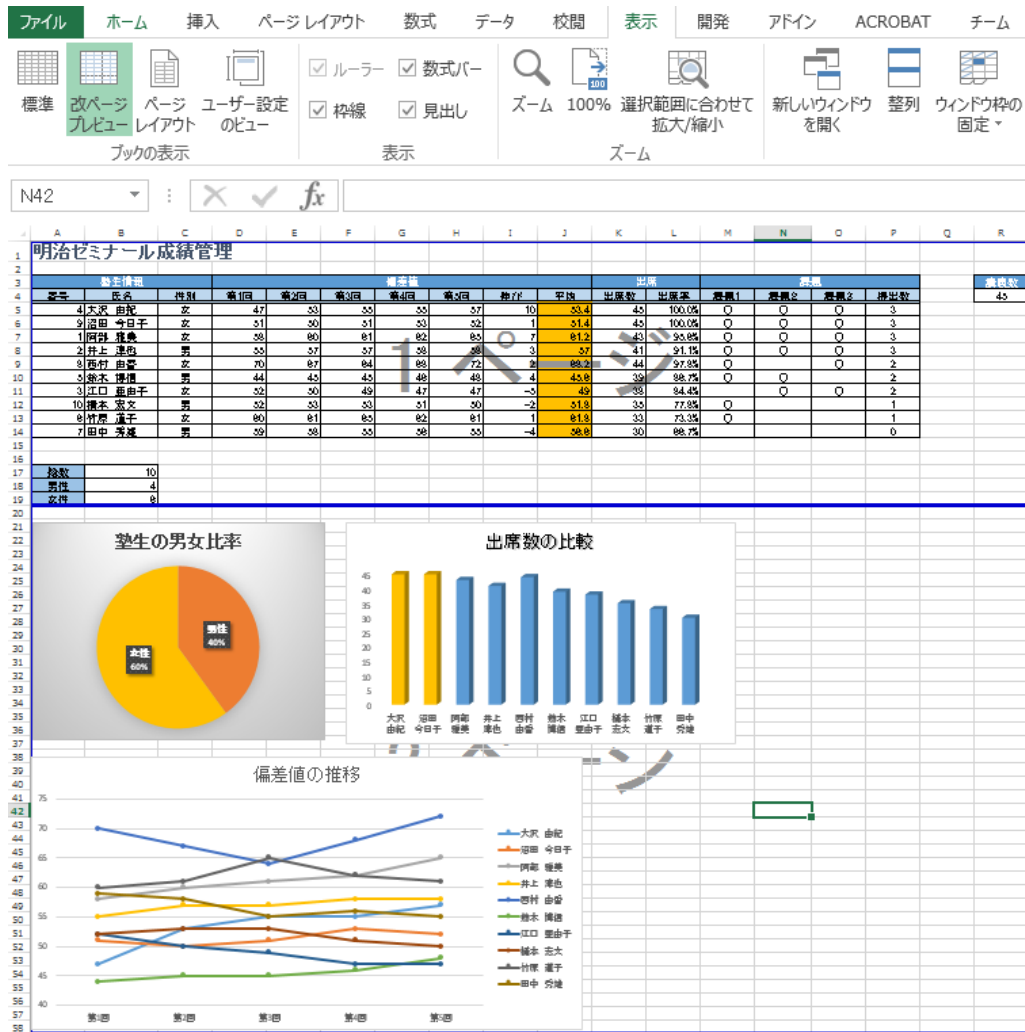 ファイル ホーム 挿入 ページ レイアウト 数式 データ 校閲 表示 開発 アドイン ACROBAT チーム
標準 改ページ プレビュー ページ レイアウト ユーザー設定 のビュー
ルーラー 数式バー
枠線 見出し
ズーム 100% 選択範囲に合わせて 拡大/縮小 新しいウィンドウ を開く 整列 ウィンドウ枠の 固定
ブックの表示 表示 ズーム
N42 fx
A B C D E F G H I J K L M N O P Q R
明治ゼミナール成績管理
塾生情報 偏差値 出席
番号 氏名 性別 第1回 第2回 第3回 第4回 第5回 伸び 平均 出席数 出席率 提出数
45
4 大沢 由紀 女 47 53 55 55 57 10 53.4 45 100.0% ○ ○ ○ 3
9 沼田 今日子 女 51 50 51 53 52 1 51.4 45 100.0% ○ ○ ○ 3
1 阿部 雅美 女 58 60 61 62 65 7 61.2 43 95.6% ○ ○ ○ 3
2 井上 準也 男 55 57 57 58 58 3 57 41 91.1% ○ ○ ○ 3
8 西村 由香 女 70 67 64 68 72 2 68.2 44 97.8% ○ ○ 2
5 鈴木 博信 男 44 45 45 46 48 4 45.6 39 86.7% ○ ○ 2
3 江口 亜由子 女 52 50 49 47 47 -5 49 38 84.4% ○ ○ 2
10 橋本 宏文 男 52 53 53 51 50 -2 51.8 35 77.8% ○ 1
6 竹原 道子 女 60 61 65 62 61 1 61.8 33 73.3% ○ 1
7 田中 秀雄 男 59 58 55 56 55 -4 56.6 30 66.7% 0
1 ページ
総数 10
男性 4
女性 6
塾生の男女比率
男性
40%
女性
60%
出席数の比較
45
40
35
30
25
20
15
10
5
0
大沢 由紀 沼田 今日子 阿部 雅美 井上 準也 西村 由香 鈴木 博信 江口 亜由子 橋本 宏文 竹原 道子 田中 秀雄
ページ
偏差値の推移
75
70
65
60
55
50
45
40
第1回 第2回 第3回 第4回 第5回
大沢 由紀
沼田 今日子
阿部 雅美
井上 準也
西村 由香
鈴木 博信
江口 亜由子
橋本 宏文
竹原 道子
田中 秀雄